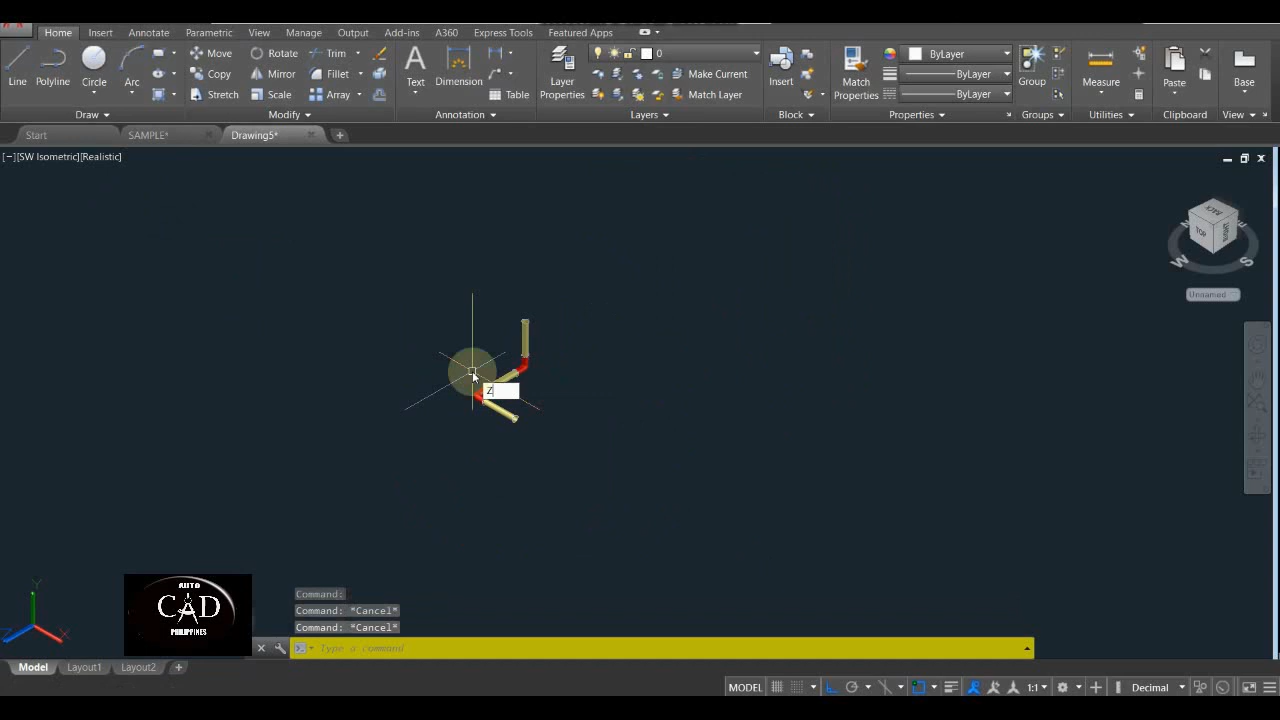 Home Insert Annotate Parametric View Manage Output Add-ins A360 Express Tools Featured Apps
Line Polyline Circle Arc
Move Rotate Trim
Copy Mirror Fillet
Stretch Scale Array
Text Dimension Table
Layer Properties
0
Make Current
Match Layer
Insert
Match Properties
ByLayer
ByLayer
ByLayer
Group Measure Paste Base
Draw Modify Annotation Layers Block Properties Groups Utilities Clipboard View
Start SAMPLE* Drawing5*
[−][SW Isometric][Realistic]
BACK
TOP
W S
Unnamed
Z
Y
X
Z
AUTO
CAD
PHILIPPINES
Command:
Command: *Cancel*
Command: *Cancel*
Type a command
Model Layout1 Layout2
MODEL 1:1 Decimal